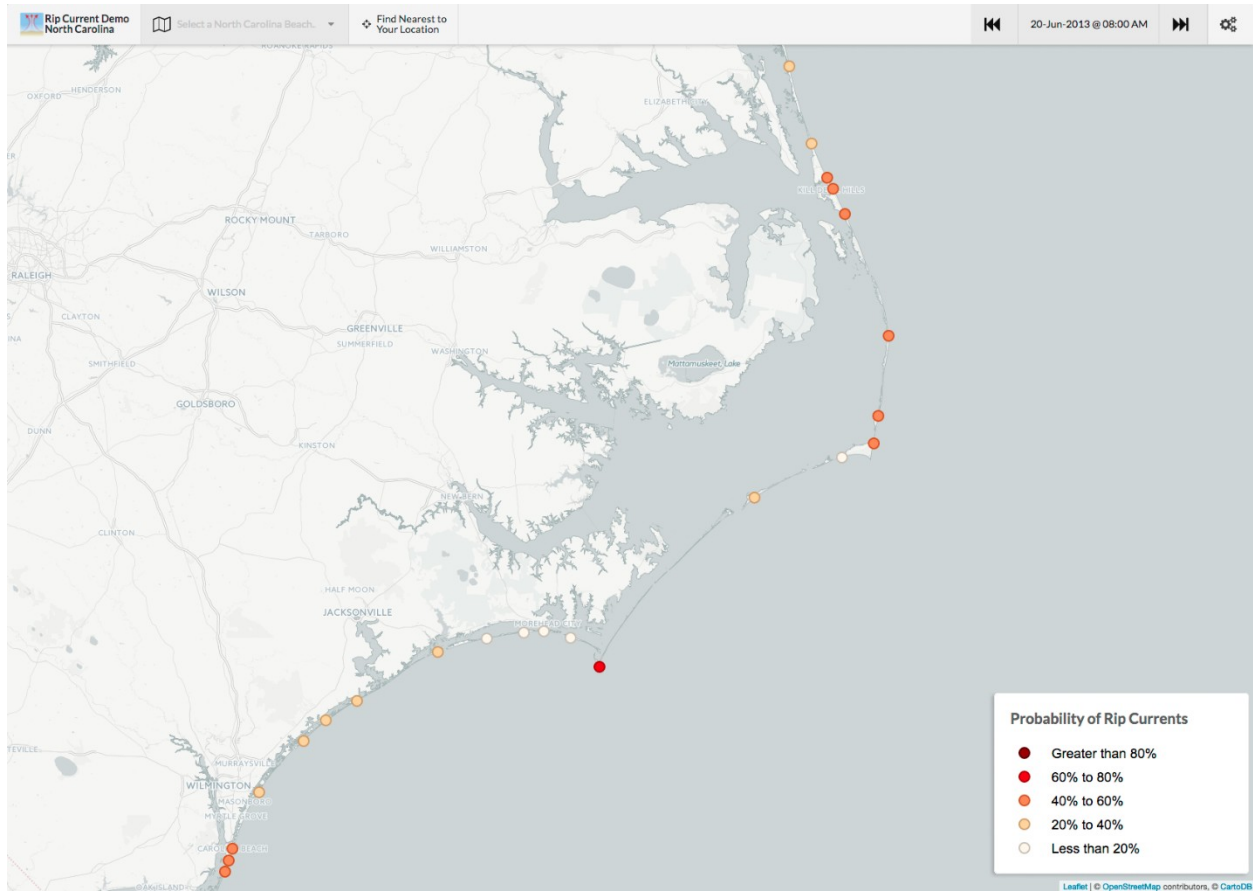 Rip Current Demo
North Carolina
Select a North Carolina Beach..
Find Nearest to
Your Location
20-Jun-2013 @ 08:00 AM
ROANOKE RAPIDS
HENDERSON
OXFORD
ELIZABETH
KILL HILLS
ROCKY MOUNT
TARBORO
WILLIAMSTON
RALEIGH
WILSON
CLAYTON
GREENVILLE
SUMMERFIELD
WASHINGTON
SMITHFIELD
Mattamuskeet, Lake
GOLDSBORO
DUNN
KINSTON
NEW BERN
CLINTON
HALF MOON
JACKSONVILLE
MOREHEAD CITY
MURRAYSVILLE
WILMINGTON
MASONBORO
MYRTLE GROVE
BEACH
OAK ISLAND
Probability of Rip Currents
Greater than 80%
60% to 80%
40% to 60%
20% to 40%
Less than 20%
Leaflet | © OpenStreetMap contributors, © CartoDB